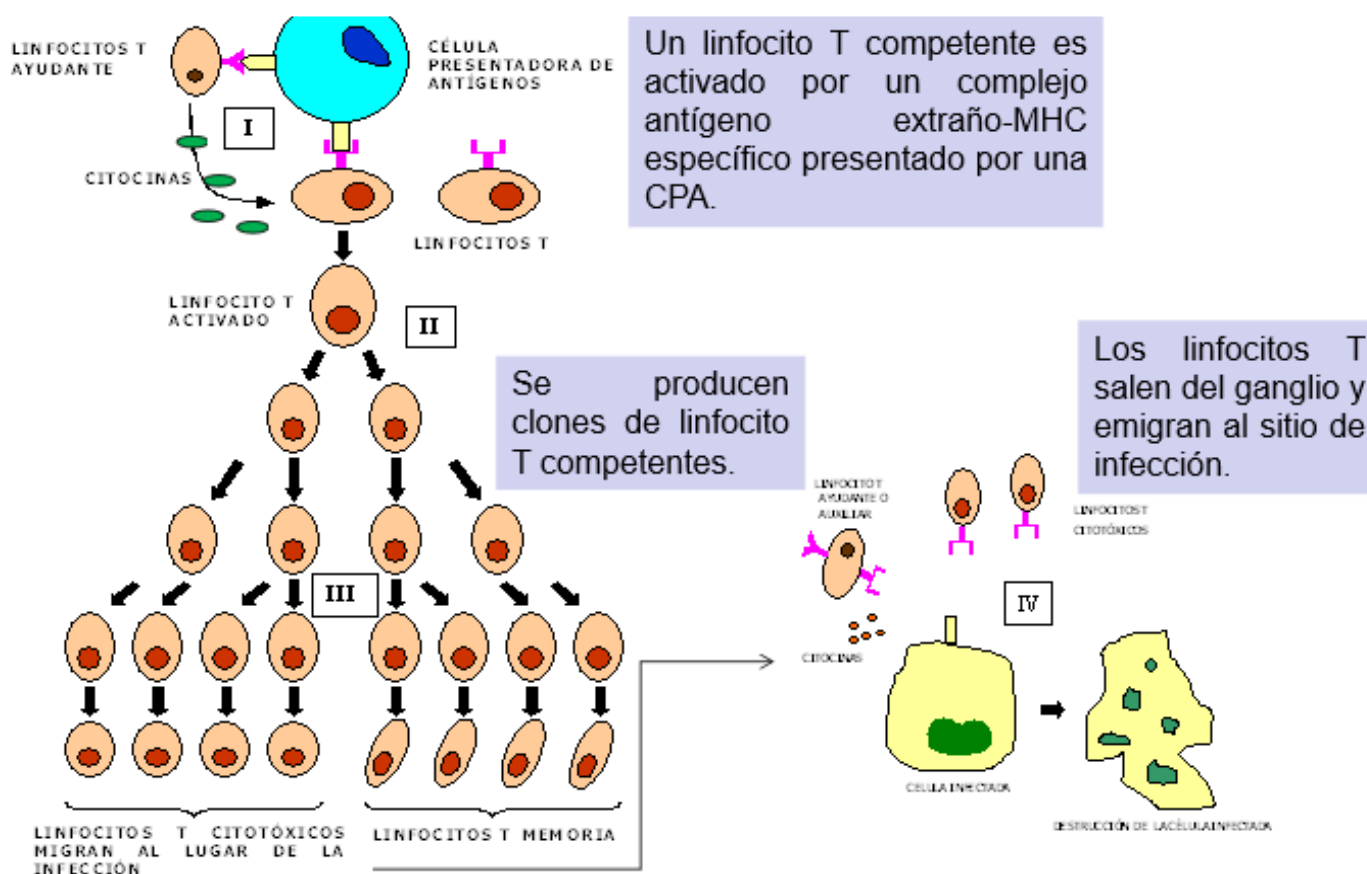 LINFOCITOS T
AYUDANTE
CÉLULA
PRESENTADORA DE
ANTÍGENOS
Un linfocito T competente es
activado por un complejo
antígeno extraño-MHC
específico presentado por una
CPA.
I
CITOCINAS
LINFOCITOS T
LINFOCITO T
ACTIVADO
II
Se producen
clones de linfocito
T competentes.
Los linfocitos T
salen del ganglio y
emigran al sitio de
infección.
LINFOCITO T
AYUDANTE O
AUXILIAR
LINFOCITOS T
CITOTÓXICOS
III
IV
CITOCINAS
CELULA INFECTADA
DESTRUCCIÓN DE LA CÉLULA INFECTADA
LINFOCITOS T CITOTÓXICOS
MIGRAN AL LUGAR DE LA
INFECCIÓN
LINFOCITOS T MEMORIA